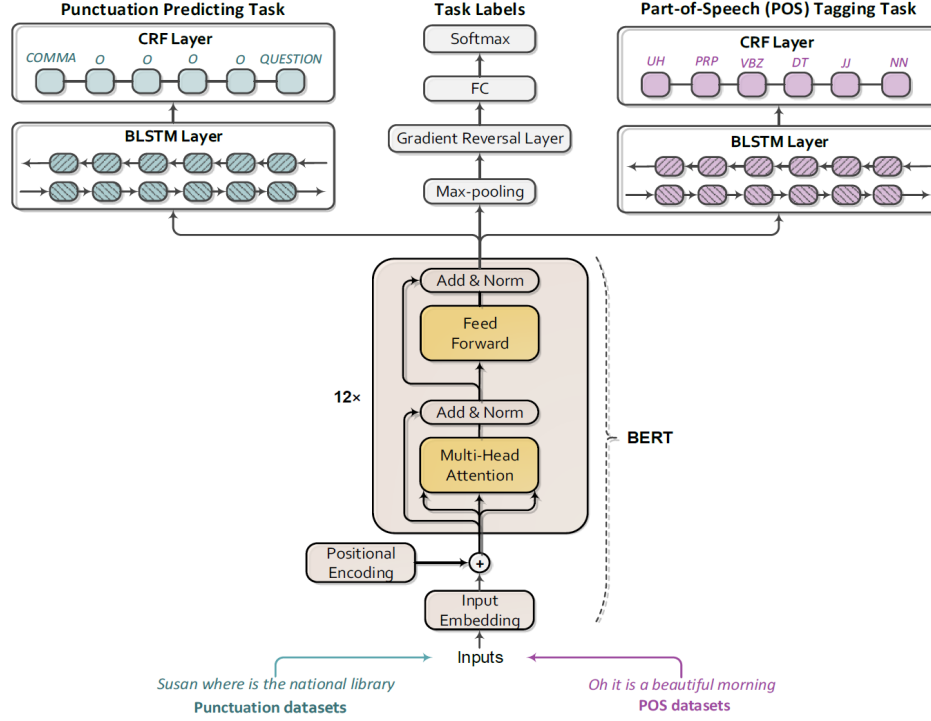 Punctuation Predicting Task
Task Labels
Part-of-Speech (POS) Tagging Task
CRF Layer
COMMA O O O O QUESTION
BLSTM Layer
Softmax
FC
Gradient Reversal Layer
Max-pooling
CRF Layer
UH PRP VBZ DT JJ NN
BLSTM Layer
Add & Norm
Feed
Forward
12×
Add & Norm
Multi-Head
Attention
BERT
Positional
Encoding
+
Input
Embedding
Inputs
Susan where is the national library
Punctuation datasets
Oh it is a beautiful morning
POS datasets